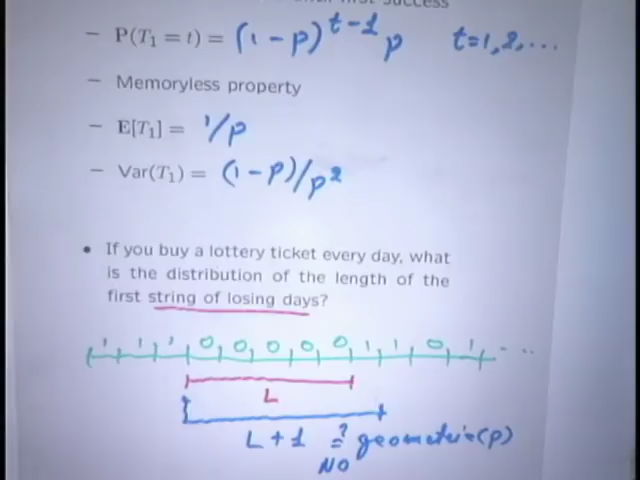 first success
– P(T₁ = t) = (1 - p)^{t-1} p    t = 1, 2, ...
– Memoryless property
– E[T₁] = 1/p
– Var(T₁) = (1 - p)/p²
• If you buy a lottery ticket every day, what
is the distribution of the length of the
first string of losing days?
1 1 1 0 0 0 0 0 1 1 0 1 ...
L
L + 1 ?= geometric(p)
NO